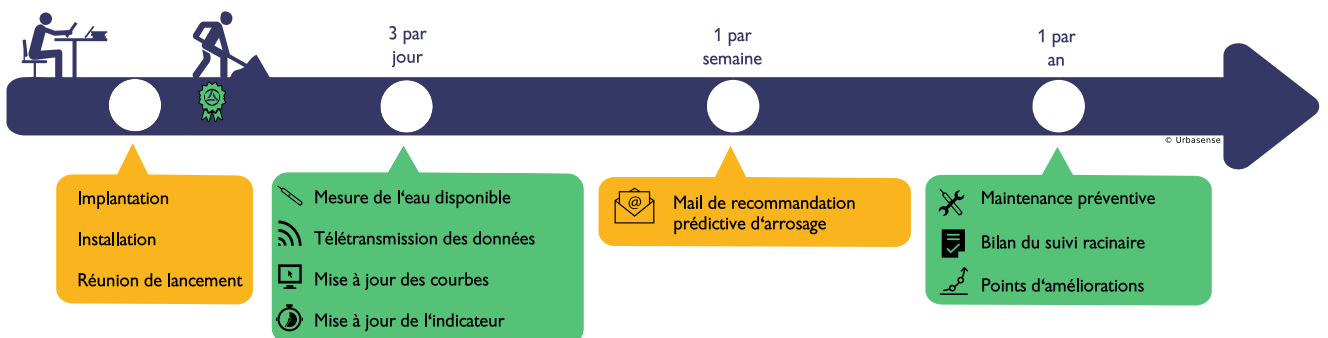 3 par
jour
1 par
semaine
1 par
an
© Urbasense
Implantation
Installation
Réunion de lancement
Mesure de l'eau disponible
Télétransmission des données
Mise à jour des courbes
Mise à jour de l'indicateur
@
Mail de recommandation
prédictive d'arrosage
Maintenance préventive
Bilan du suivi racinaire
Points d'améliorations